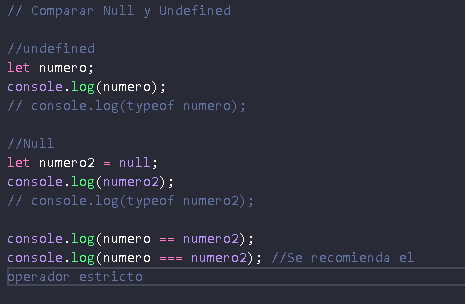 // Comparar Null y Undefined
//undefined
let numero;
console.log(numero);
// console.log(typeof numero);
//Null
let numero2 = null;
console.log(numero2);
// console.log(typeof numero2);
console.log(numero == numero2);
console.log(numero === numero2); //Se recomienda el
operador estricto